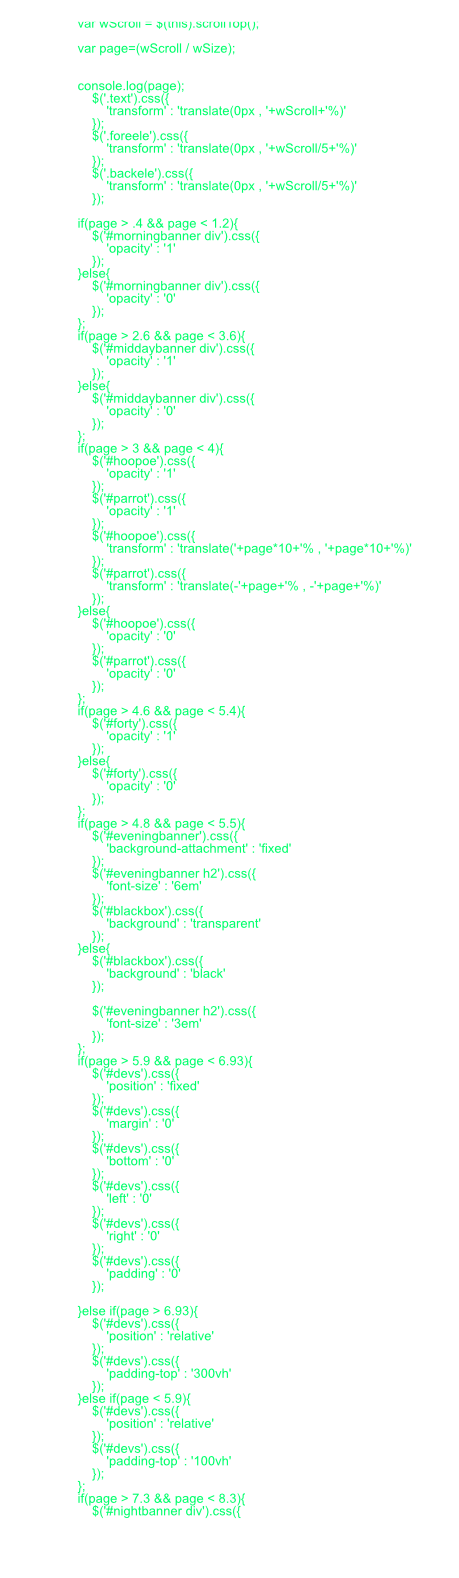 var wScroll = $(this).scrollTop();
var page=(wScroll / wSize);
console.log(page);
$('.text').css({
'transform' : 'translate(0px , '+wScroll+'%)'
});
$('.foreele').css({
'transform' : 'translate(0px , '+wScroll/5+'%)'
});
$('.backele').css({
'transform' : 'translate(0px , '+wScroll/5+'%)'
});
if(page > .4 && page < 1.2){
$('#morningbanner div').css({
'opacity' : '1'
});
}else{
$('#morningbanner div').css({
'opacity' : '0'
});
};
if(page > 2.6 && page < 3.6){
$('#middaybanner div').css({
'opacity' : '1'
});
}else{
$('#middaybanner div').css({
'opacity' : '0'
});
};
if(page > 3 && page < 4){
$('#hoopoe').css({
'opacity' : '1'
});
$('#parrot').css({
'opacity' : '1'
});
$('#hoopoe').css({
'transform' : 'translate('+page*10+'% , '+page*10+'%)'
});
$('#parrot').css({
'transform' : 'translate(-'+page+'% , -'+page+'%)'
});
}else{
$('#hoopoe').css({
'opacity' : '0'
});
$('#parrot').css({
'opacity' : '0'
});
};
if(page > 4.6 && page < 5.4){
$('#forty').css({
'opacity' : '1'
});
}else{
$('#forty').css({
'opacity' : '0'
});
};
if(page > 4.8 && page < 5.5){
$('#eveningbanner').css({
'background-attachment' : 'fixed'
});
$('#eveningbanner h2').css({
'font-size' : '6em'
});
$('#blackbox').css({
'background' : 'transparent'
});
}else{
$('#blackbox').css({
'background' : 'black'
});
$('#eveningbanner h2').css({
'font-size' : '3em'
});
};
if(page > 5.9 && page < 6.93){
$('#devs').css({
'position' : 'fixed'
});
$('#devs').css({
'margin' : '0'
});
$('#devs').css({
'bottom' : '0'
});
$('#devs').css({
'left' : '0'
});
$('#devs').css({
'right' : '0'
});
$('#devs').css({
'padding' : '0'
});
}else if(page > 6.93){
$('#devs').css({
'position' : 'relative'
});
$('#devs').css({
'padding-top' : '300vh'
});
}else if(page < 5.9){
$('#devs').css({
'position' : 'relative'
});
$('#devs').css({
'padding-top' : '100vh'
});
};
if(page > 7.3 && page < 8.3){
$('#nightbanner div').css({